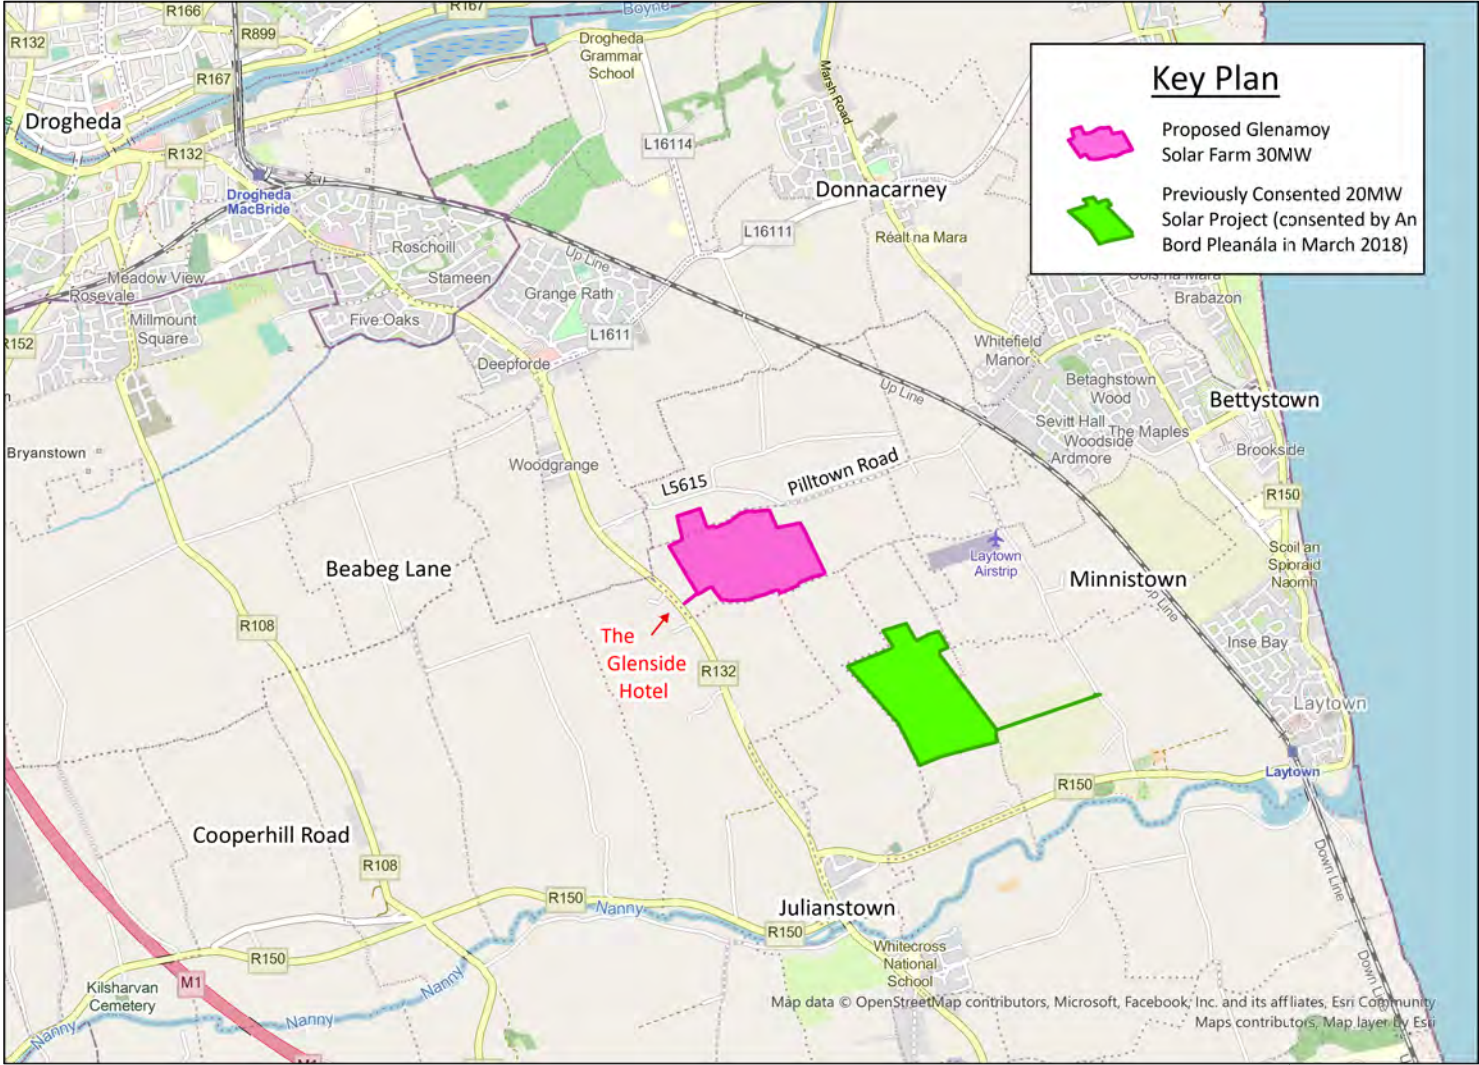 R166
R167
Boyne
R132
R899
Drogheda
Grammar
School
R167
Marsh Road
Drogheda
R132
L16114
Drogheda
MacBride
Donnacarney
L16111
Réalt na Mara
Roschoill
Up Line
Stameen
Meadow View
Rosevale
Grange Rath
Millmount
Square
Five Oaks
R152
L1611
Deepforde
Key Plan
Proposed Glenamoy
Solar Farm 30MW
Previously Consented 20MW
Solar Project (consented by An
Bord Pleanála in March 2018)
Brabazon
Whitefield
Manor
Up Line
Betaghstown
Wood
Bettystown
Sevitt Hall
The Maples
Woodside
Ardmore
Brookside
Bryanstown
Woodgrange
L5615
Pilltown Road
R150
Laytown
Airstrip
Scoil an
Spioraid
Naomh
Beabeg Lane
Minnistown
Up Line
R108
The
Glenside
Hotel
R132
Inse Bay
Laytown
Laytown
R150
Cooperhill Road
R108
Down Line
R150
Nanny
Julianstown
R150
Whitecross
National
School
R150
M1
Kilsharvan
Cemetery
Nanny
Nanny
Nanny
Down Line
M1
Map data © OpenStreetMap contributors, Microsoft, Facebook, Inc. and its affiliates, Esri Community
Maps contributors, Map layer by Esri